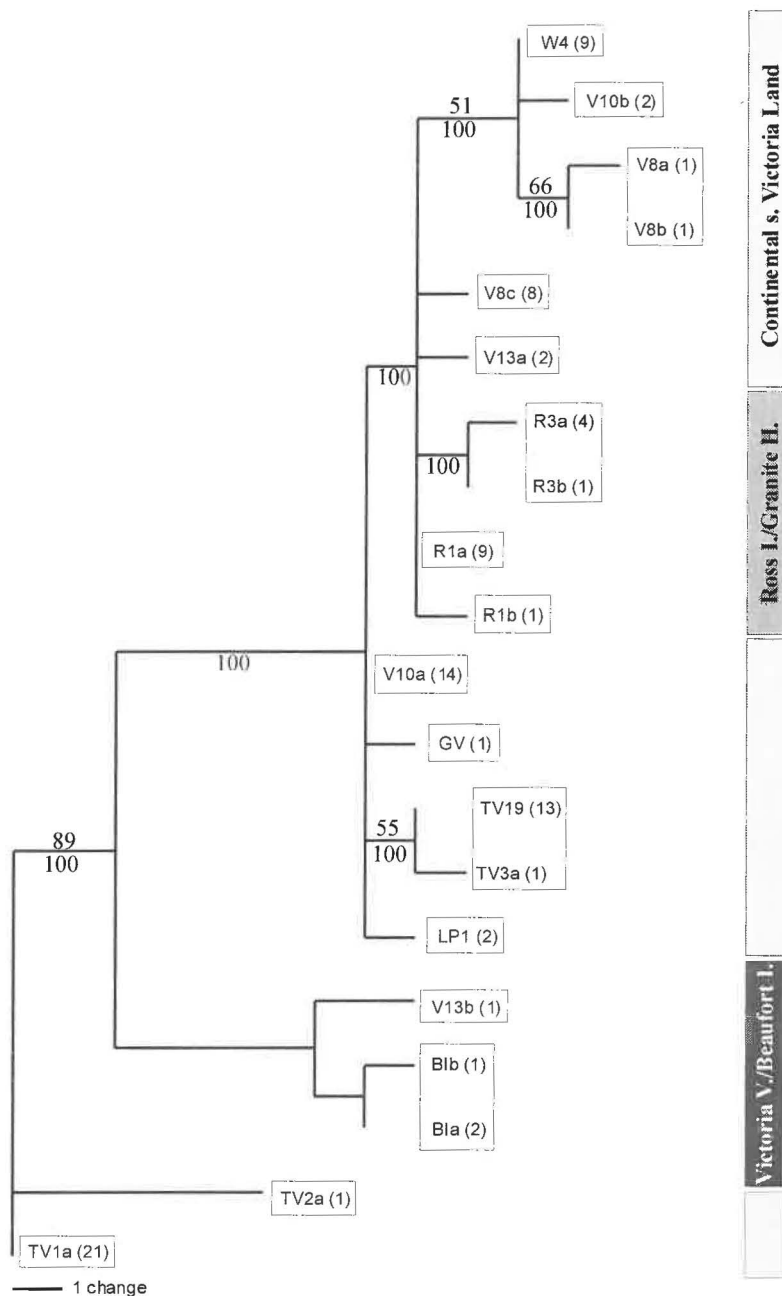 W4 (9)
51
100
V10b (2)
66
100
V8a (1)
V8b (1)
V8c (8)
V13a (2)
100
R3a (4)
100
R3b (1)
R1a (9)
R1b (1)
100
V10a (14)
GV (1)
TV19 (13)
55
100
TV3a (1)
89
100
LP1 (2)
V13b (1)
BIb (1)
BIa (2)
TV2a (1)
TV1a (21)
1 change
Continental s. Victoria Land
Ross I./Granite H.
Victoria V./Beaufort I.